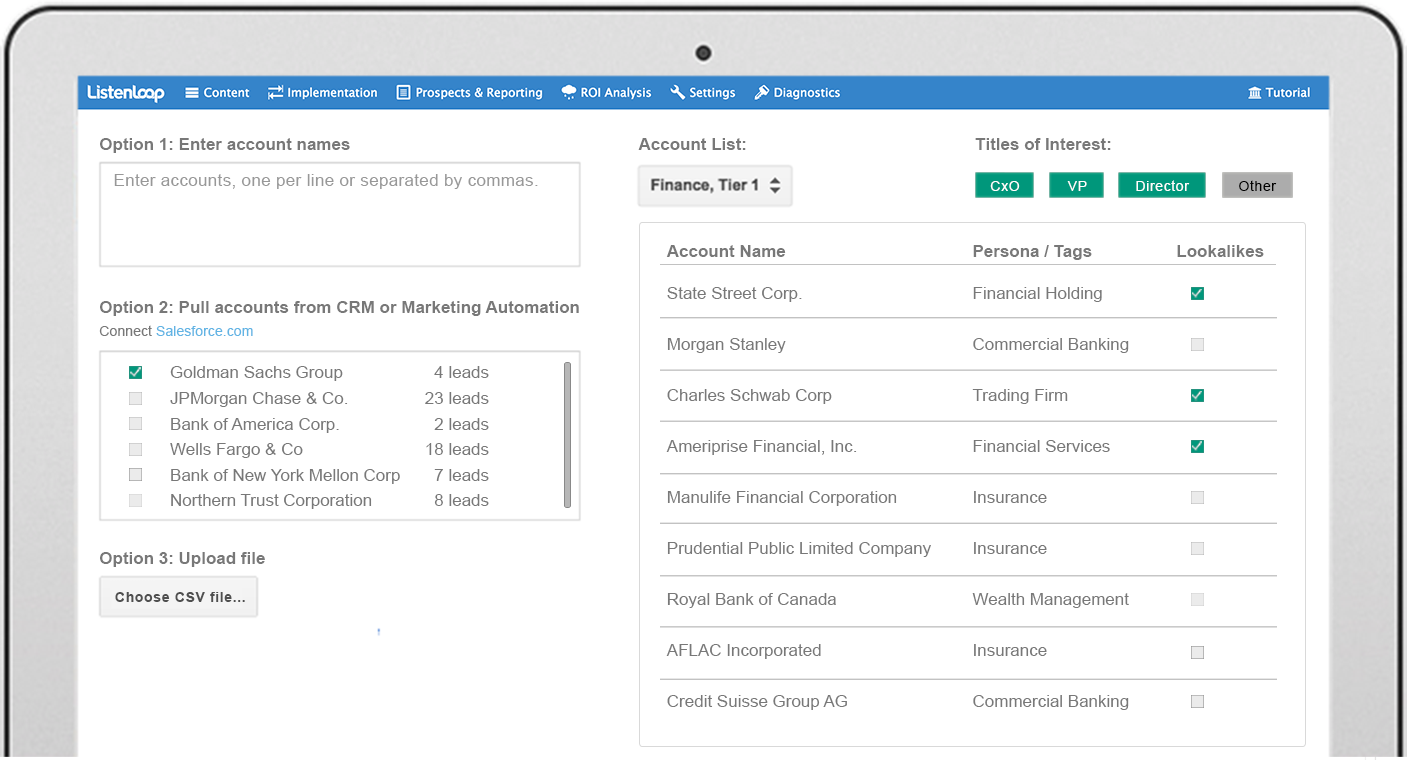 ListenLoop Content Implementation Prospects & Reporting ROI Analysis Settings Diagnostics Tutorial
Option 1: Enter account names
Enter accounts, one per line or separated by commas.
Option 2: Pull accounts from CRM or Marketing Automation
Connect Salesforce.com
Goldman Sachs Group 4 leads
JPMorgan Chase & Co. 23 leads
Bank of America Corp. 2 leads
Wells Fargo & Co 18 leads
Bank of New York Mellon Corp 7 leads
Northern Trust Corporation 8 leads
Option 3: Upload file
Choose CSV file...
Account List:
Finance, Tier 1
Titles of Interest:
CxO VP Director Other
Account Name Persona / Tags Lookalikes
State Street Corp. Financial Holding
Morgan Stanley Commercial Banking
Charles Schwab Corp Trading Firm
Ameriprise Financial, Inc. Financial Services
Manulife Financial Corporation Insurance
Prudential Public Limited Company Insurance
Royal Bank of Canada Wealth Management
AFLAC Incorporated Insurance
Credit Suisse Group AG Commercial Banking